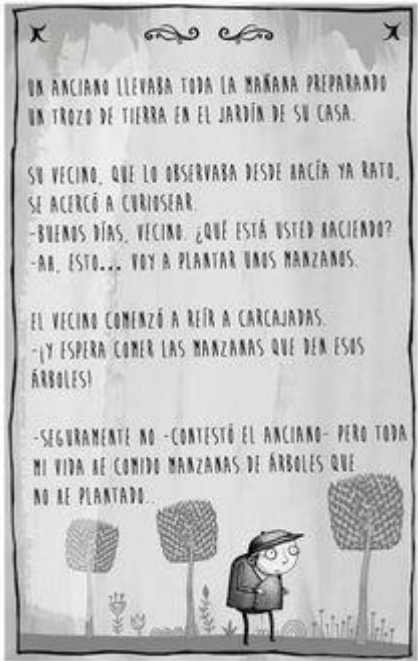 UN ANCIANO LLEVABA TODA LA MAÑANA PREPARANDO
UN TROZO DE TIERRA EN EL JARDÍN DE SU CASA.
SU VECINO, QUE LO OBSERVABA DESDE HACÍA YA RATO,
SE ACERCÓ A CURIOSEAR.
-BUENOS DÍAS, VECINO. ¿QUÉ ESTÁ USTED HACIENDO?
-AH, ESTO... VOY A PLANTAR UNOS MANZANOS.
EL VECINO COMENZÓ A REÍR A CARCAJADAS.
-¡Y ESPERA COMER LAS MANZANAS QUE DEN ESOS
ÁRBOLES!
-SEGURAMENTE NO -CONTESTÓ EL ANCIANO- PERO TODA
MI VIDA HE COMIDO MANZANAS DE ÁRBOLES QUE
NO HE PLANTADO..